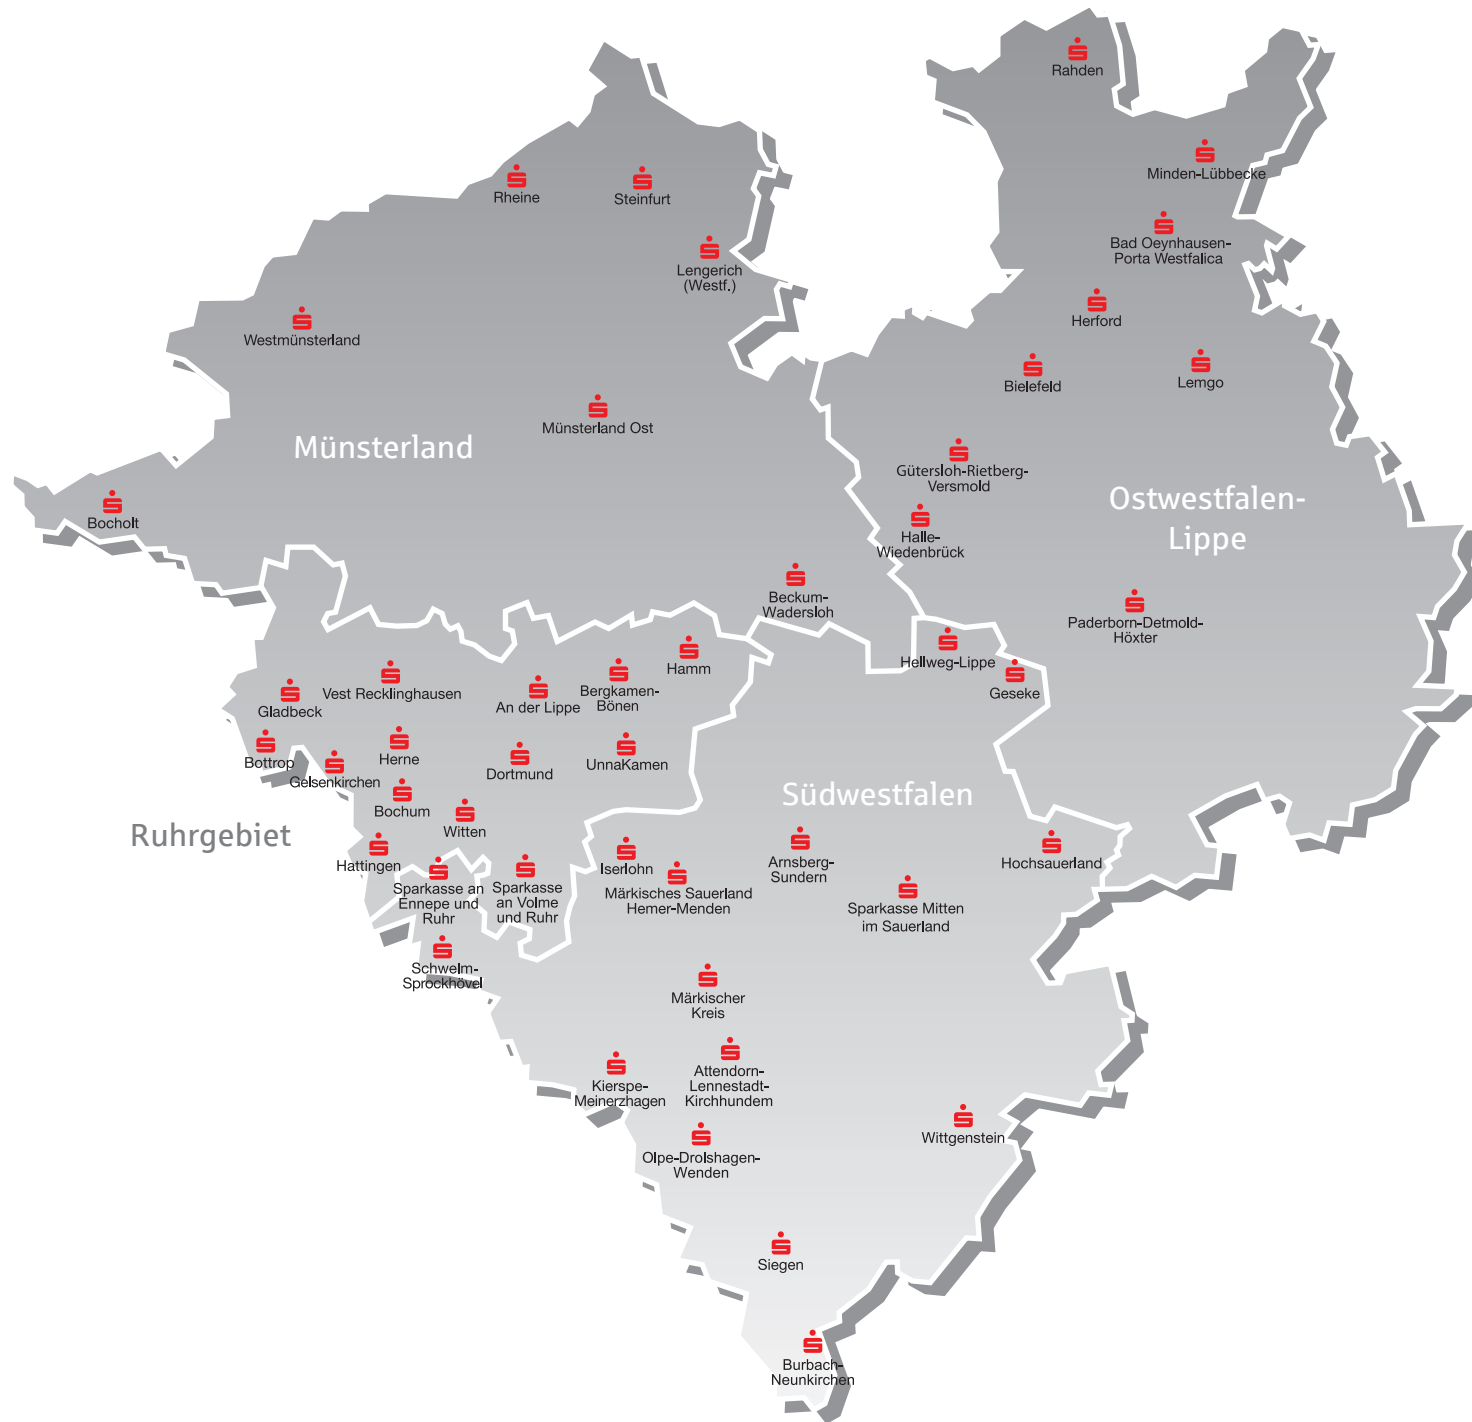 Rahden
Minden-Lübbecke
Rheine
Steinfurt
Bad Oeynhausen-
Porta Westfalica
Lengerich
(Westf.)
Westmünsterland
Herford
Bielefeld
Lemgo
Münsterland Ost
Münsterland
Gütersloh-Rietberg-
Versmold
Ostwestfalen-
Lippe
Bocholt
Halle-
Wiedenbrück
Beckum-
Wadersloh
Paderborn-Detmold-
Höxter
Hamm
Hellweg-Lippe
Geseke
Vest Recklinghausen
Bergkamen-
Bönen
An der Lippe
Gladbeck
Bottrop
Herne
Gelsenkirchen
Dortmund
UnnaKamen
Südwestfalen
Bochum
Witten
Ruhrgebiet
Hattingen
Iserlohn
Arnsberg-
Sundern
Hochsauerland
Sparkasse an
Ennepe und
Ruhr
Sparkasse
an Volme
und Ruhr
Märkisches Sauerland
Hemer-Menden
Sparkasse Mitten
im Sauerland
Schwelm-
Sprockhövel
Märkischer
Kreis
Attendorn-
Lennestadt-
Kirchhundem
Kierspe-
Meinerzhagen
Wittgenstein
Olpe-Drolshagen-
Wenden
Siegen
Burbach-
Neunkirchen